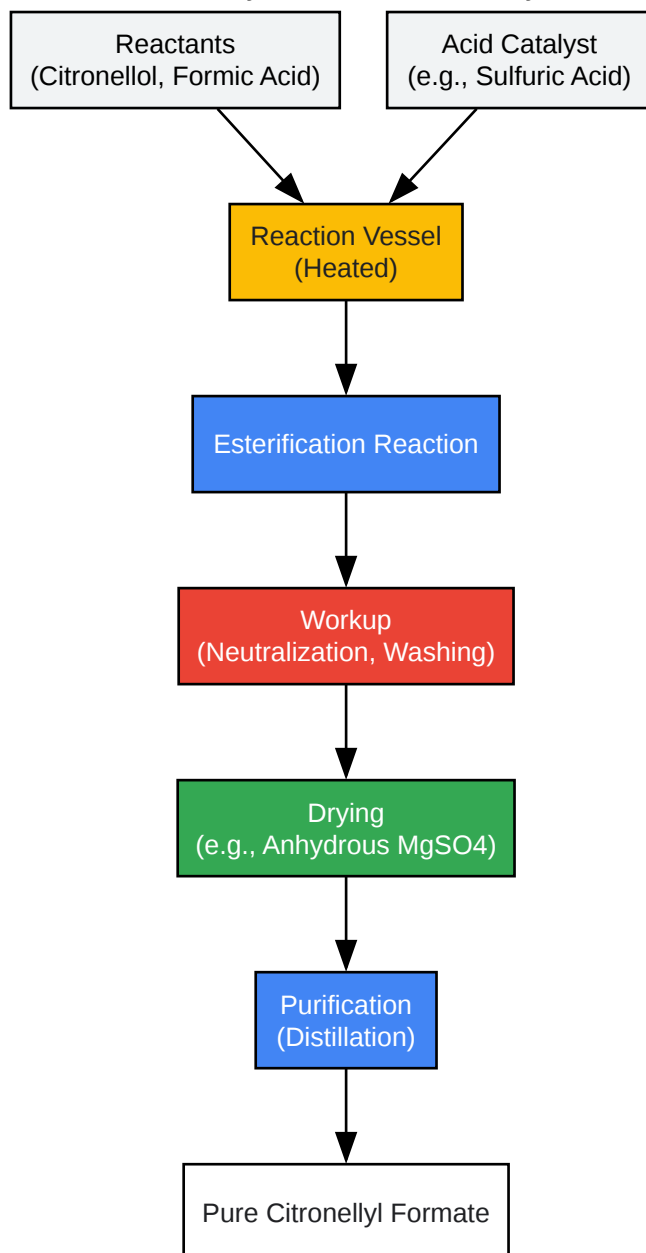 Reactants
(Citronellol, Formic Acid)
Acid Catalyst
(e.g., Sulfuric Acid)
Reaction Vessel
(Heated)
Esterification Reaction
Workup
(Neutralization, Washing)
Drying
(e.g., Anhydrous MgSO4)
Purification
(Distillation)
Pure Citronellyl Formate